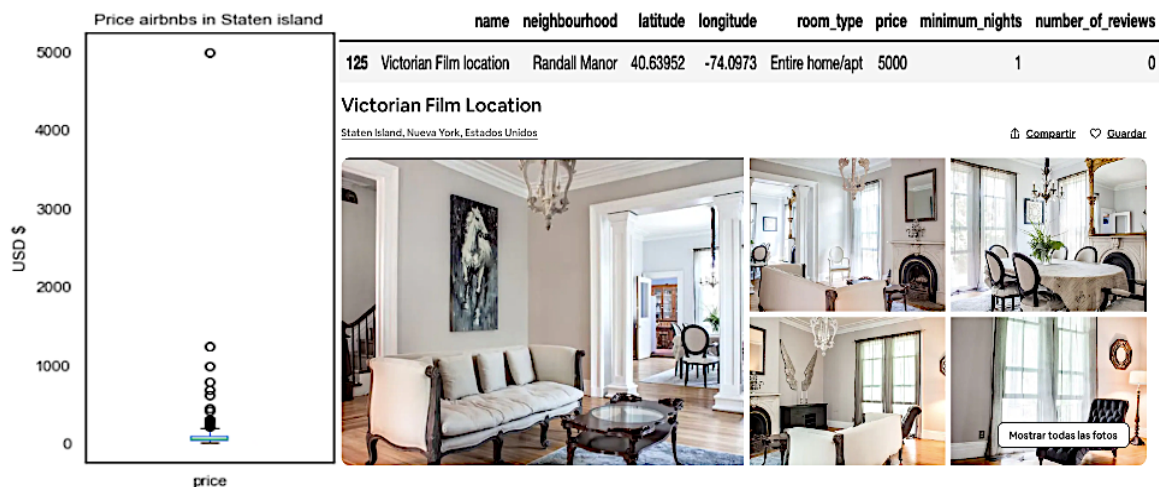 Price airbnbs in Staten island
5000
4000
3000
2000
1000
0
USD $
price
name neighbourhood latitude longitude room_type price minimum_nights number_of_reviews
125 Victorian Film location Randall Manor 40.63952 -74.0973 Entire home/apt 5000 1 0
Victorian Film Location
Staten Island, Nueva York, Estados Unidos
Compartir Guardar
Mostrar todas las fotos